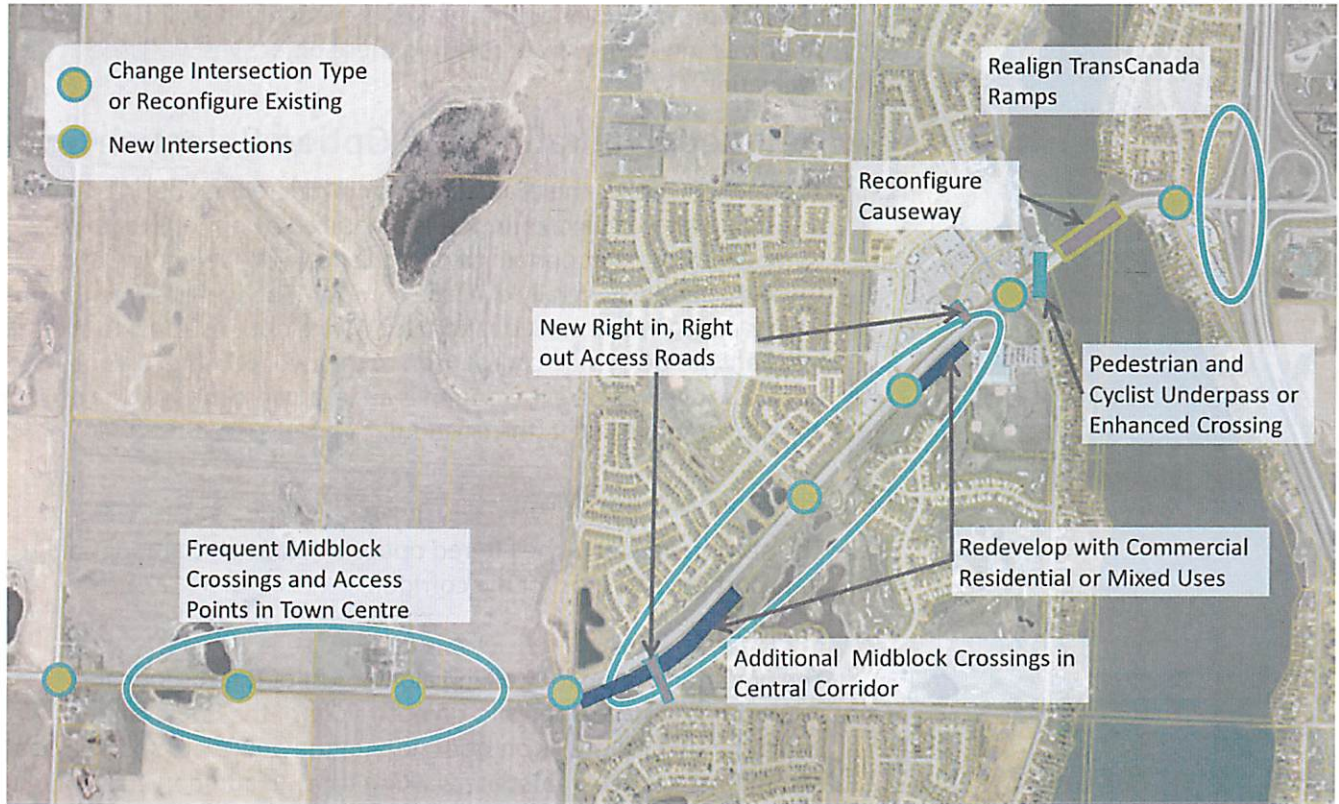 Change Intersection Type
or Reconfigure Existing
New Intersections
Realign TransCanada
Ramps
Reconfigure
Causeway
New Right in, Right
out Access Roads
Pedestrian and
Cyclist Underpass or
Enhanced Crossing
Frequent Midblock
Crossings and Access
Points in Town Centre
Redevelop with Commercial
Residential or Mixed Uses
Additional Midblock Crossings in
Central Corridor